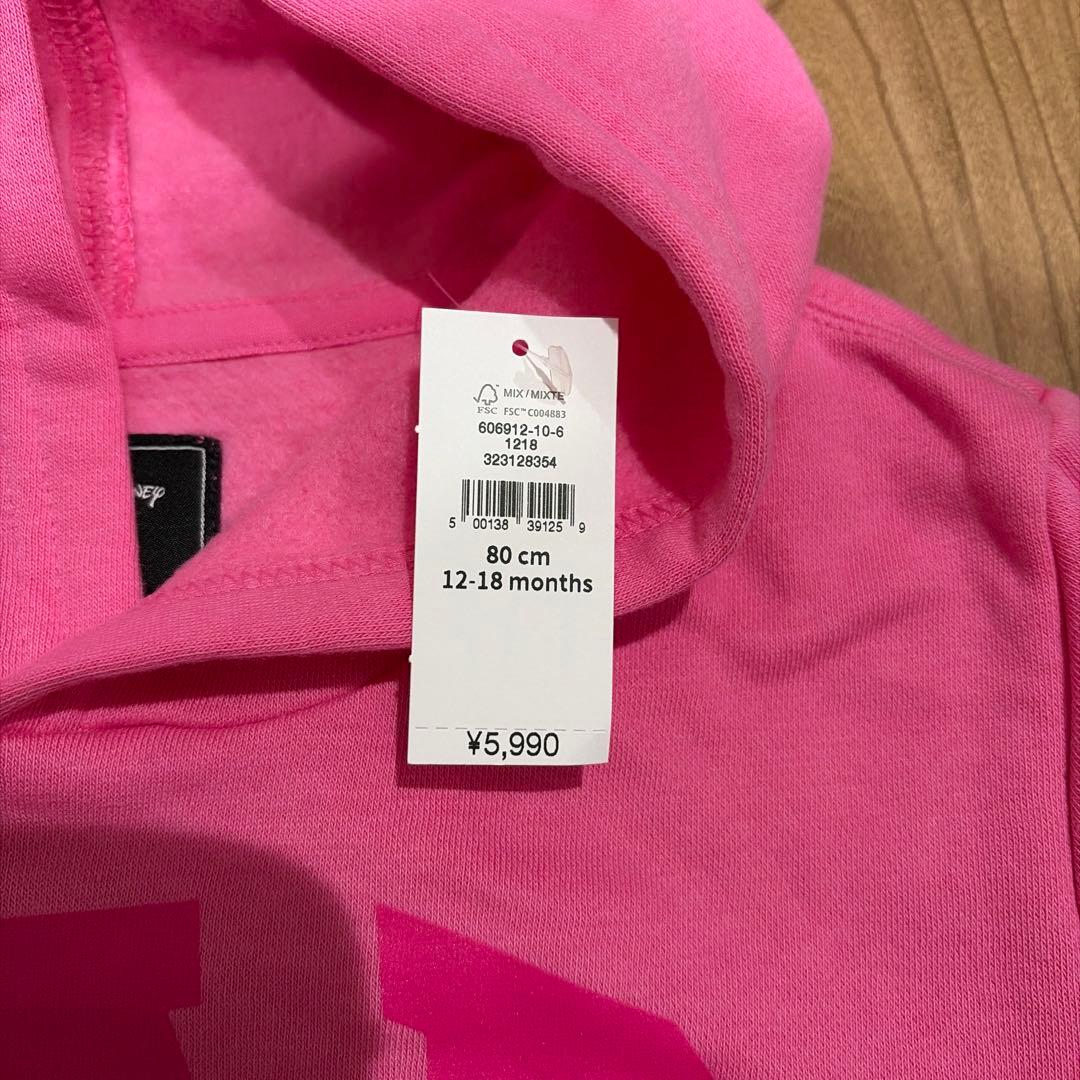 MIX/MIXTE
FSC FSC™ C004883
606912-10-6
1218
323128354
5 00138 39125 9
80 cm
12-18 months
¥5,990